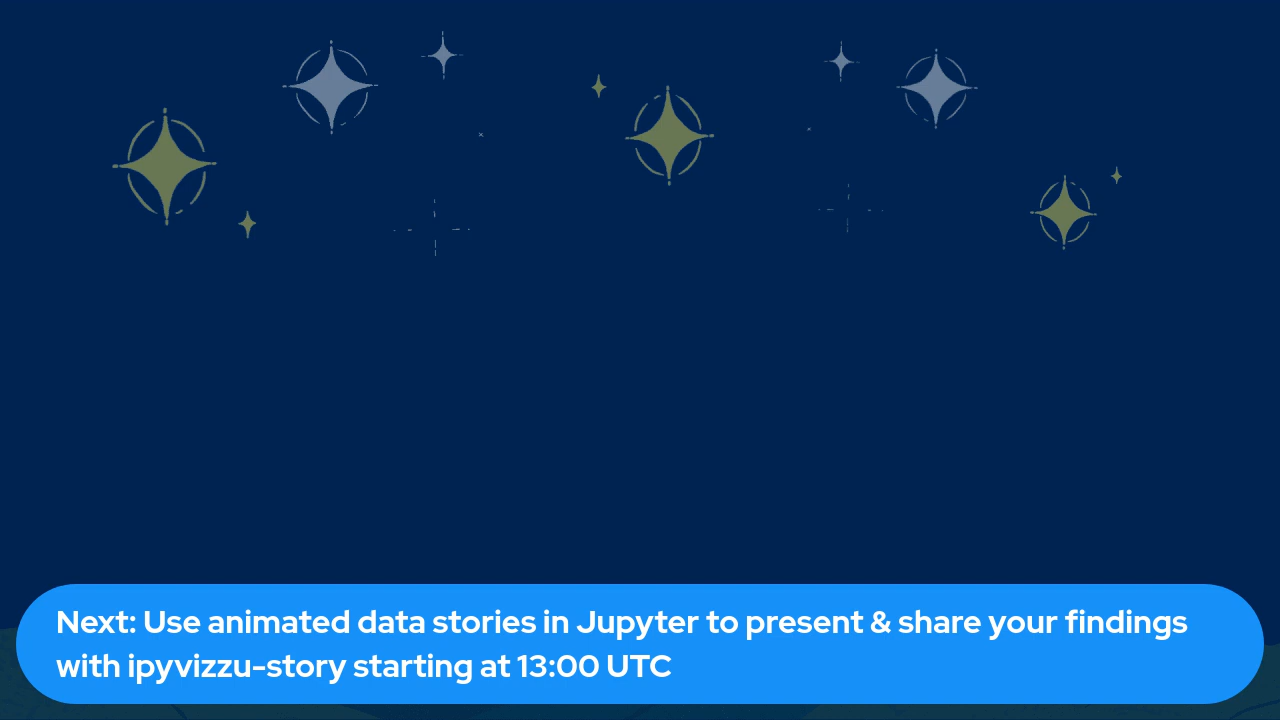 Next: Use animated data stories in Jupyter to present & share your findings
with ipyvizzu-story starting at 13:00 UTC